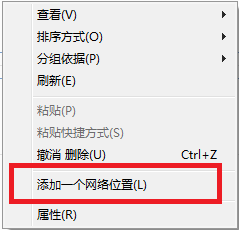 查看(V)
排序方式(O)
分组依据(P)
刷新(E)
粘贴(P)
粘贴快捷方式(S)
撤消 删除(U) Ctrl+Z
添加一个网络位置(L)
属性(R)